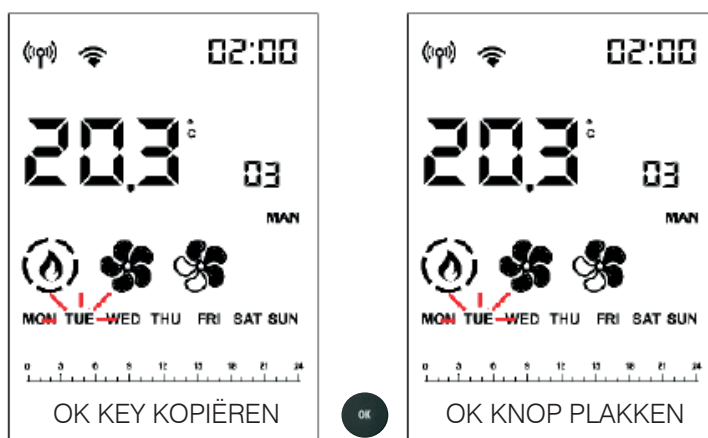 02:00
20.3 °C
03
MAN
MON TUE WED THU FRI SAT SUN
0 3 6 9 12 15 18 21 24
OK KEY KOPIËREN
OK
02:00
20.3 °C
03
MAN
MON TUE WED THU FRI SAT SUN
0 3 6 9 12 15 18 21 24
OK KNOP PLAKKEN